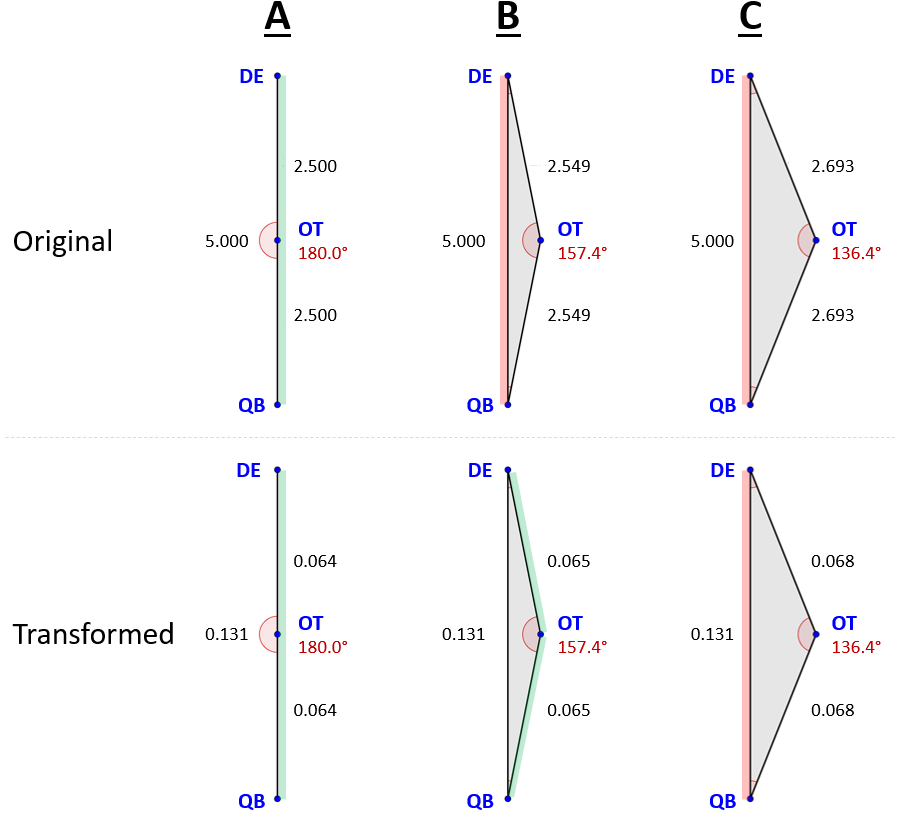 A B C
DE DE DE
2.500 2.549 2.693
OT OT OT
Original 5.000 180.0° 5.000 157.4° 5.000 136.4°
2.500 2.549 2.693
QB QB QB
DE DE DE
0.064 0.065 0.068
OT OT OT
Transformed 0.131 180.0° 0.131 157.4° 0.131 136.4°
0.064 0.065 0.068
QB QB QB